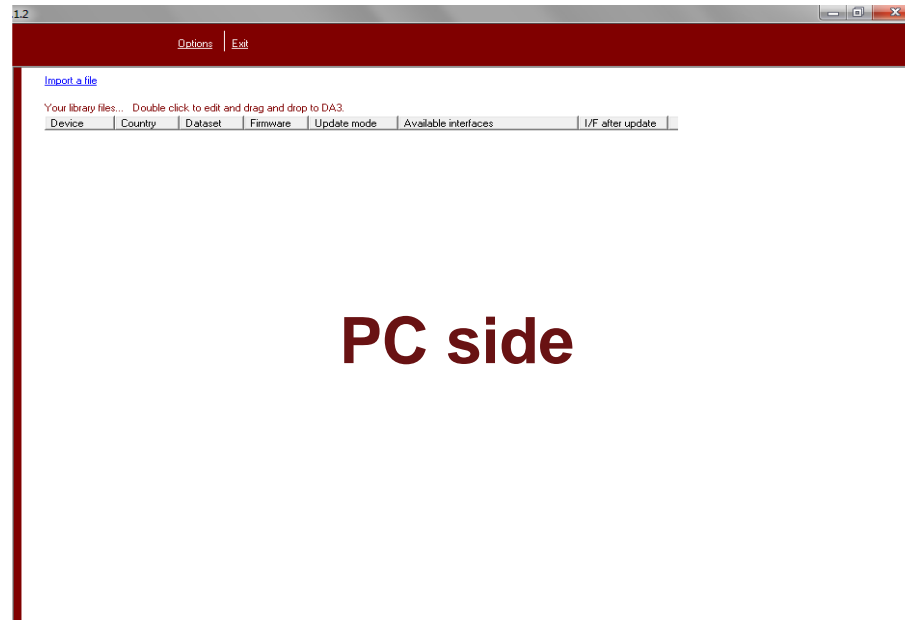 .1.2
Options Exit
Import a file
Your library files... Double click to edit and drag and drop to DA3.
Device Country Dataset Firmware Update mode Available interfaces I/F after update
PC side